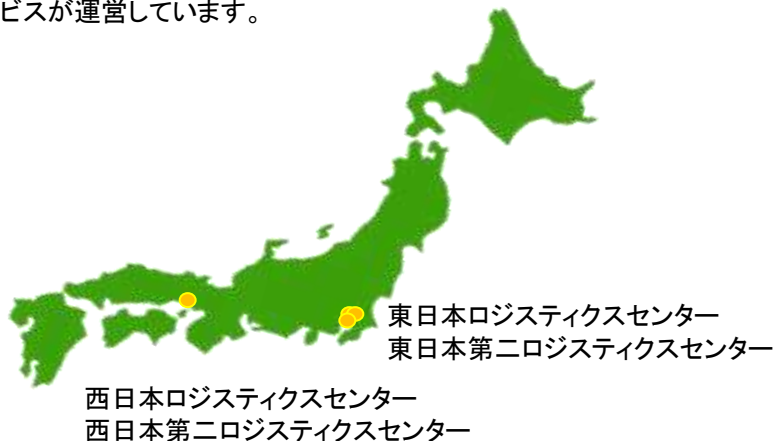 ビスが運営しています。
東日本ロジスティクスセンター
東日本第二ロジスティクスセンター
西日本ロジスティクスセンター
西日本第二ロジスティクスセンター